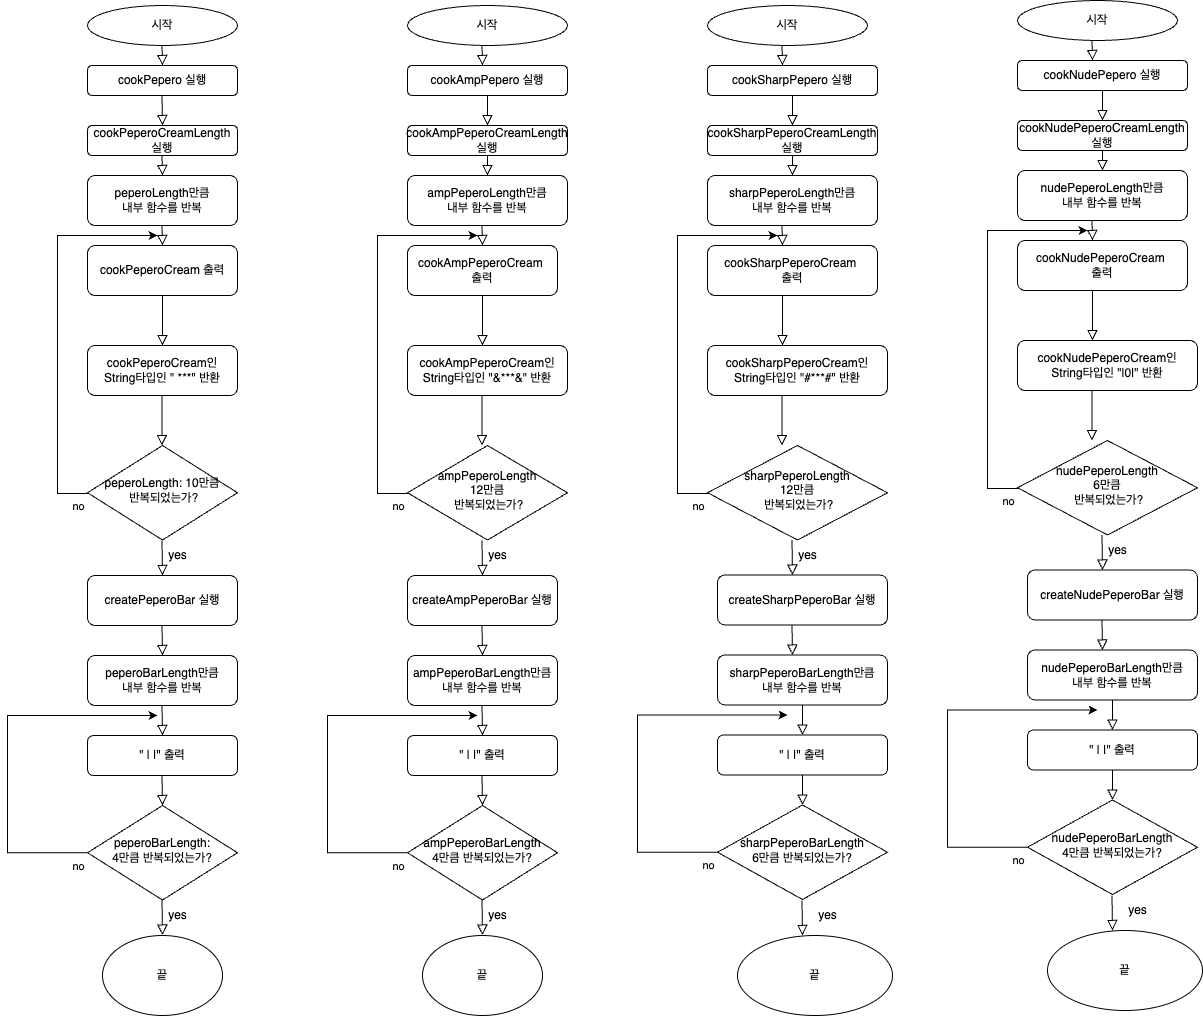 시작
cookPepero 실행
cookPeperoCreamLength
실행
peperoLength만큼
내부 함수를 반복
cookPeperoCream 출력
cookPeperoCream인
String타입인 " ***" 반환
peperoLength: 10만큼
반복되었는가?
no
yes
createPeperoBar 실행
peperoBarLength만큼
내부 함수를 반복
" | |" 출력
peperoBarLength:
4만큼 반복되었는가?
no
yes
끝
시작
cookAmpPepero 실행
cookAmpPeperoCreamLength
실행
ampPeperoLength만큼
내부 함수를 반복
cookAmpPeperoCream
출력
cookAmpPeperoCream인
String타입인 "&***&" 반환
ampPeperoLength
12만큼
반복되었는가?
no
yes
createAmpPeperoBar 실행
ampPeperoBarLength만큼
내부 함수를 반복
" | |" 출력
ampPeperoBarLength
4만큼 반복되었는가?
no
yes
끝
시작
cookSharpPepero 실행
cookSharpPeperoCreamLength
실행
sharpPeperoLength만큼
내부 함수를 반복
cookSharpPeperoCream
출력
cookSharpPeperoCream인
String타입인 "#***#" 반환
sharpPeperoLength
12만큼
반복되었는가?
no
yes
createSharpPeperoBar 실행
sharpPeperoBarLength만큼
내부 함수를 반복
" | |" 출력
sharpPeperoBarLength
6만큼 반복되었는가?
no
yes
끝
시작
cookNudePepero 실행
cookNudePeperoCreamLength
실행
nudePeperoLength만큼
내부 함수를 반복
cookNudePeperoCream
출력
cookNudePeperoCream인
String타입인 "|0|" 반환
nudePeperoLength
6만큼
반복되었는가?
no
yes
createNudePeperoBar 실행
nudePeperoBarLength만큼
내부 함수를 반복
" | |" 출력
nudePeperoBarLength
4만큼 반복되었는가?
no
yes
끝